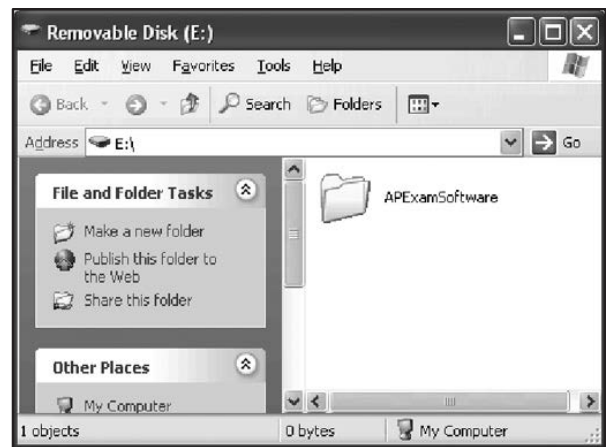 Removable Disk (E:)
File Edit View Favorites Tools Help
Back Search Folders
Address E:\ Go
File and Folder Tasks
Make a new folder
Publish this folder to
the Web
Share this folder
Other Places
My Computer
APExamSoftware
1 objects 0 bytes My Computer